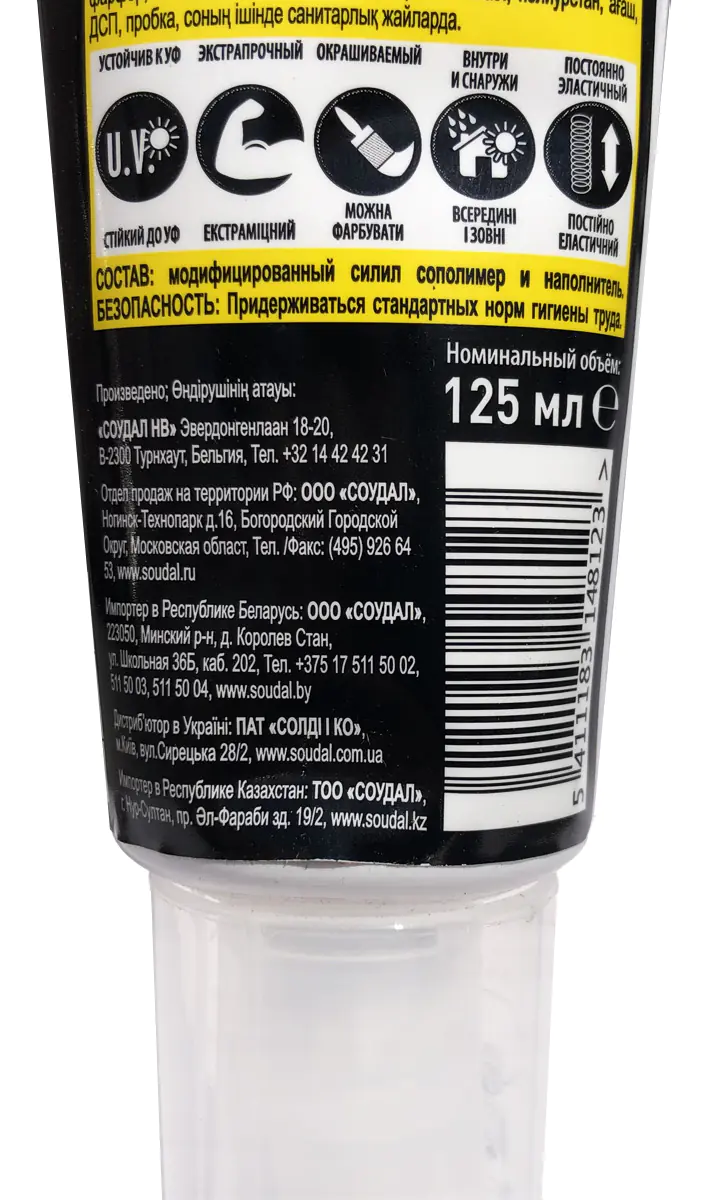 полиурстан, ағаш,
ДСП, пробка, соның ішінде санитарлық жайларда.
УСТОЙЧИВ К УФ
ЭКСТРАПРОЧНЫЙ
ОКРАШИВАЕМЫЙ
ВНУТРИ
И СНАРУЖИ
ПОСТОЯННО
ЭЛАСТИЧНЫЙ
U.V.
СТІЙКИЙ ДО УФ
ЕКСТРАМІЦНИЙ
МОЖНА
ФАРБУВАТИ
ВСЕРЕДИНІ
І ЗОВНІ
ПОСТІЙНО
ЕЛАСТИЧНИЙ
СОСТАВ: модифицированный силил сополимер и наполнитель.
БЕЗОПАСНОСТЬ: Придерживаться стандартных норм гигиены труда.
Номинальный объём:
125 мл ℮
Произведено; Өндірушінің атауы:
«СОУДАЛ НВ» Эвердонгенлаан 18-20,
В-2300 Турнхаут, Бельгия, Тел. +32 14 42 42 31
Отдел продаж на территории РФ: ООО «СОУДАЛ»,
Ногинск-Технопарк д.16, Богородский Городской
Округ, Московская област, Тел. /Факс: (495) 926 64
53, www.soudal.ru
Импортер в Республике Беларусь: ООО «СОУДАЛ»,
223050, Минский р-н, д. Королев Стан,
ул. Школьная 36Б, каб. 202, Тел. +375 17 511 50 02,
511 50 03, 511 50 04, www.soudal.by
Дистриб'ютор в Україні: ПАТ «СОЛДІ І КО»,
м.Київ, вул.Сирецька 28/2, www.soudal.com.ua
Импортер в Республике Казахстан: ТОО «СОУДАЛ»,
г Нур-Султан, пр. Әл-Фараби зд. 19/2, www.soudal.kz
5 411183 148123 >